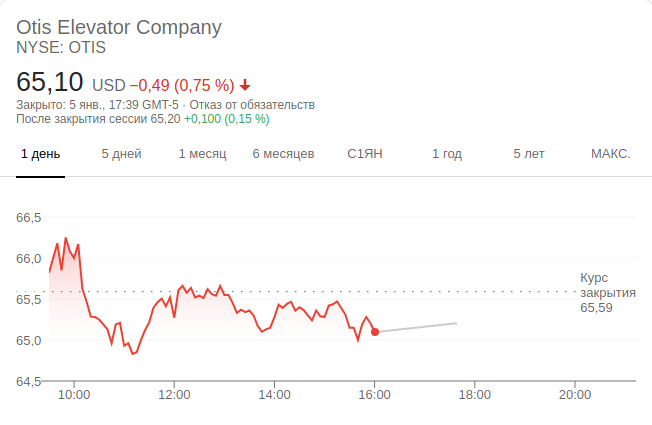 Otis Elevator Company
NYSE: OTIS
65,10 USD −0,49 (0,75 %)
Закрыто: 5 янв., 17:39 GMT-5 · Отказ от обязательств
После закрытия сессии 65,20 +0,100 (0,15 %)
1 день 5 дней 1 месяц 6 месяцев С1ЯН 1 год 5 лет МАКС.
66,5
66,0
65,5
65,0
64,5
Курс
закрытия
65,59
10:00 12:00 14:00 16:00 18:00 20:00